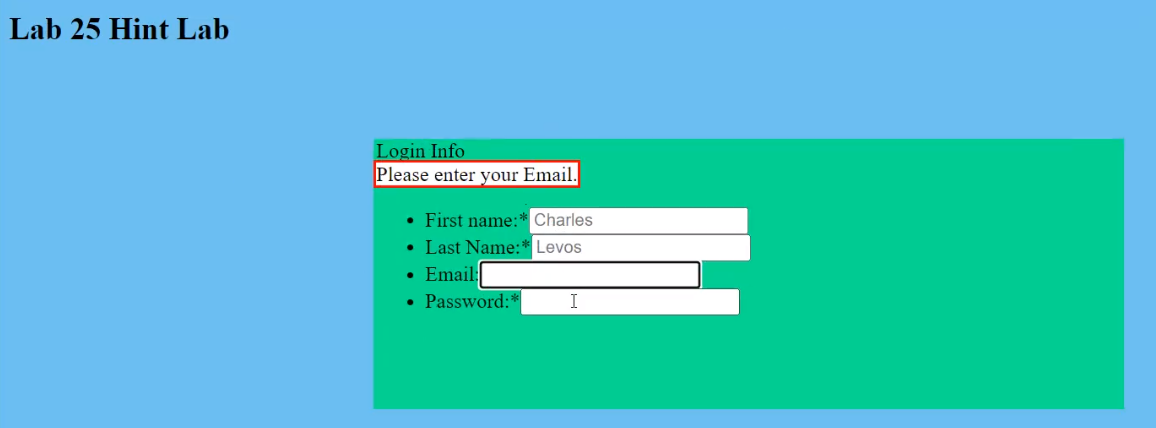 Lab 25 Hint Lab
Login Info
Please enter your Email.
First name:* Charles
Last Name:* Levos
Email:
Password:*